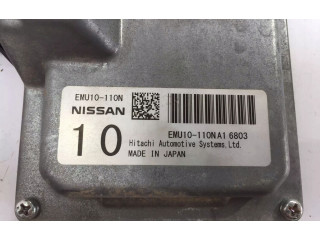 EMU10-110N
NISSAN
10
EMU10-110NA1 6803
Hitachi Automotive Systems,Ltd.
MADE IN JAPAN